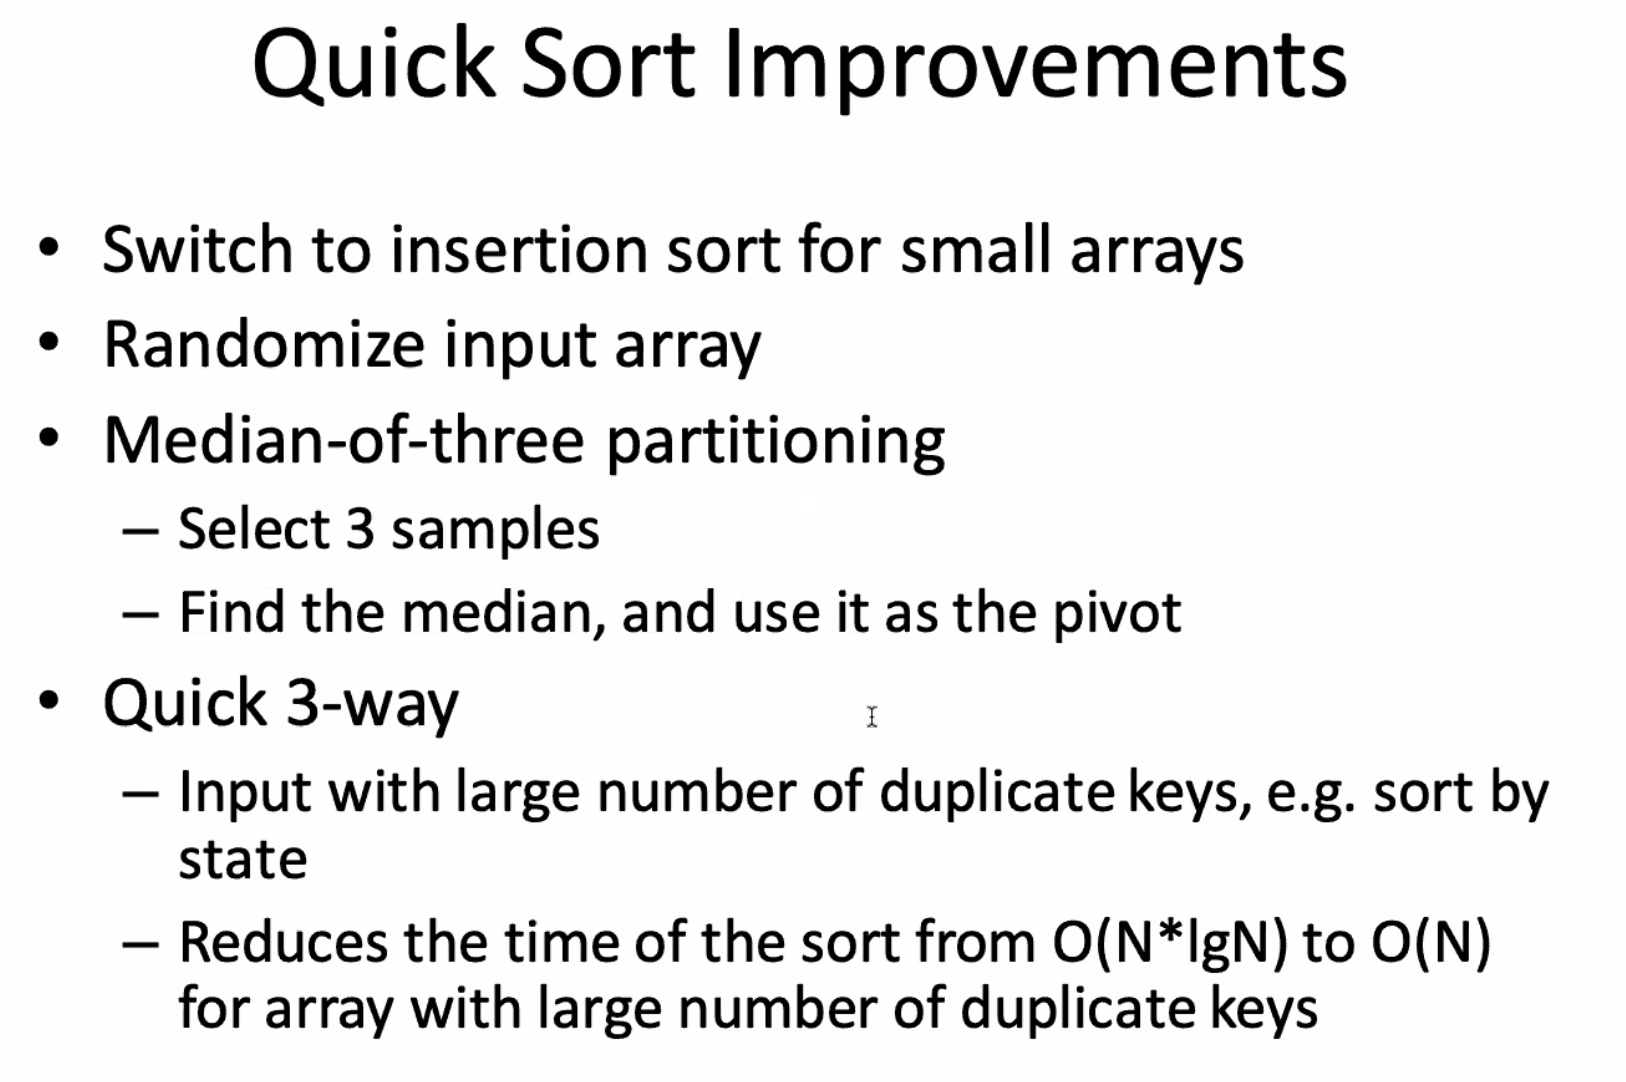 Quick Sort Improvements
• Switch to insertion sort for small arrays
• Randomize input array
• Median-of-three partitioning
– Select 3 samples
– Find the median, and use it as the pivot
• Quick 3-way
– Input with large number of duplicate keys, e.g. sort by
state
– Reduces the time of the sort from O(N*lgN) to O(N)
for array with large number of duplicate keys